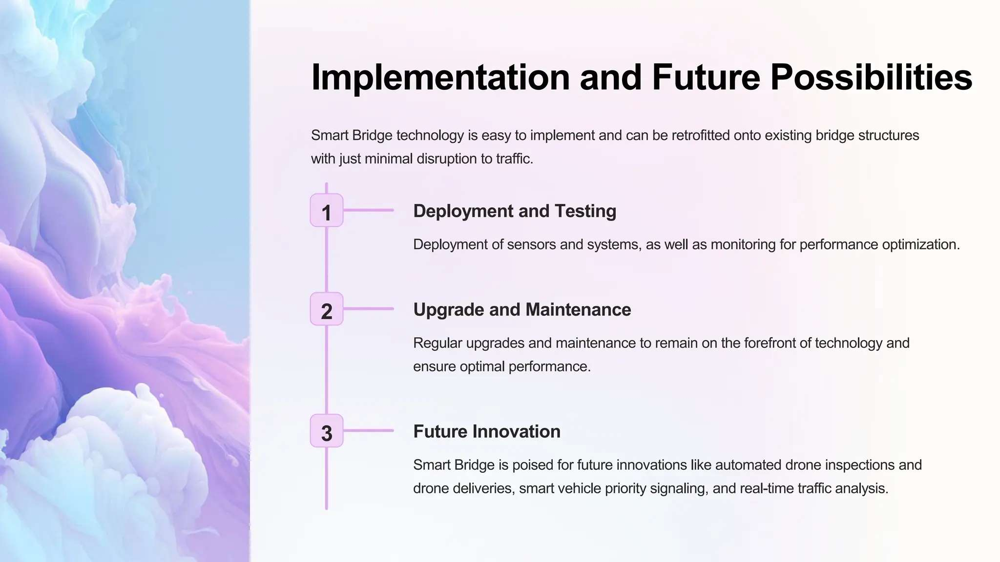 Implementation and Future Possibilities
Smart Bridge technology is easy to implement and can be retrofitted onto existing bridge structures
with just minimal disruption to traffic.
1
Deployment and Testing
Deployment of sensors and systems, as well as monitoring for performance optimization.
2
Upgrade and Maintenance
Regular upgrades and maintenance to remain on the forefront of technology and
ensure optimal performance.
3
Future Innovation
Smart Bridge is poised for future innovations like automated drone inspections and
drone deliveries, smart vehicle priority signaling, and real-time traffic analysis.